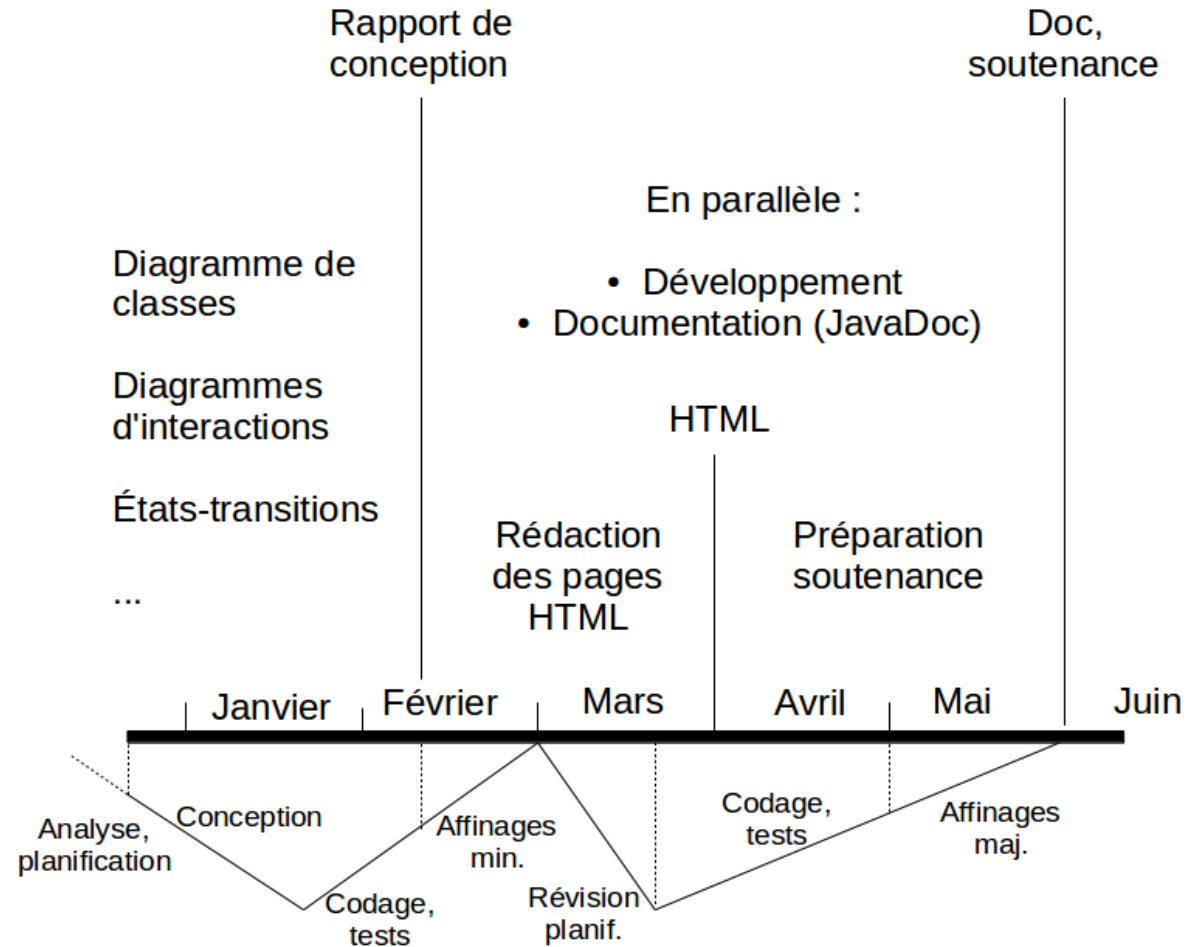 Rapport de
conception
Doc,
soutenance
En parallèle :
• Développement
• Documentation (JavaDoc)
Diagramme de
classes
Diagrammes
d'interactions
États-transitions
...
HTML
Rédaction
des pages
HTML
Préparation
soutenance
Janvier
Février
Mars
Avril
Mai
Juin
Analyse,
planification
Conception
Codage,
tests
Affinages
min.
Révision
planif.
Codage,
tests
Affinages
maj.